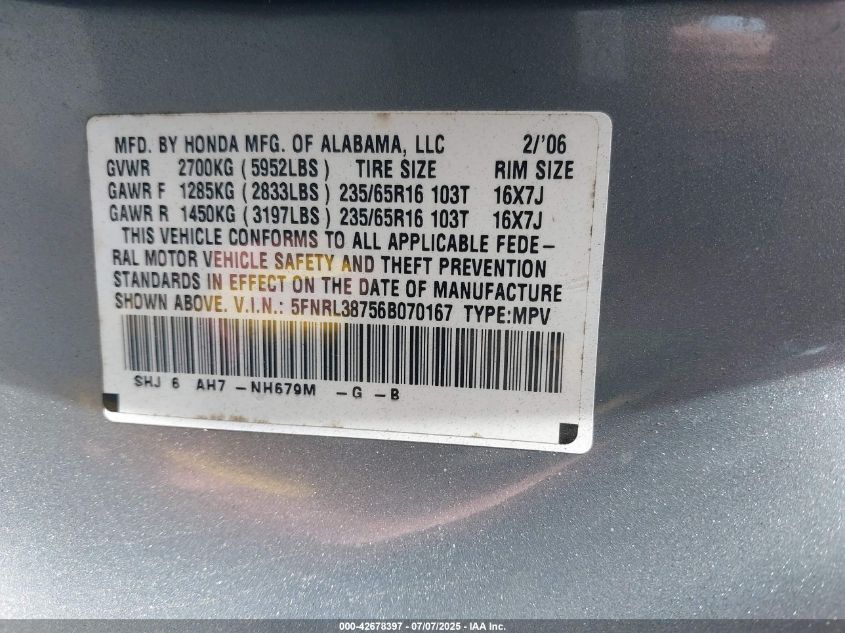 MFD. BY HONDA MFG. OF ALABAMA, LLC 2/'06
GVWR 2700KG (5952LBS) TIRE SIZE RIM SIZE
GAWR F 1285KG (2833LBS) 235/65R16 103T 16X7J
GAWR R 1450KG (3197LBS) 235/65R16 103T 16X7J
THIS VEHICLE CONFORMS TO ALL APPLICABLE FEDE-
RAL MOTOR VEHICLE SAFETY AND THEFT PREVENTION
STANDARDS IN EFFECT ON THE DATE OF MANUFACTURE
SHOWN ABOVE. V.I.N.: 5FNRL38756B070167 TYPE:MPV
SHJ 6 AH7 -NH679M -G -B
000-42678397 - 07/07/2025 - IAA Inc.